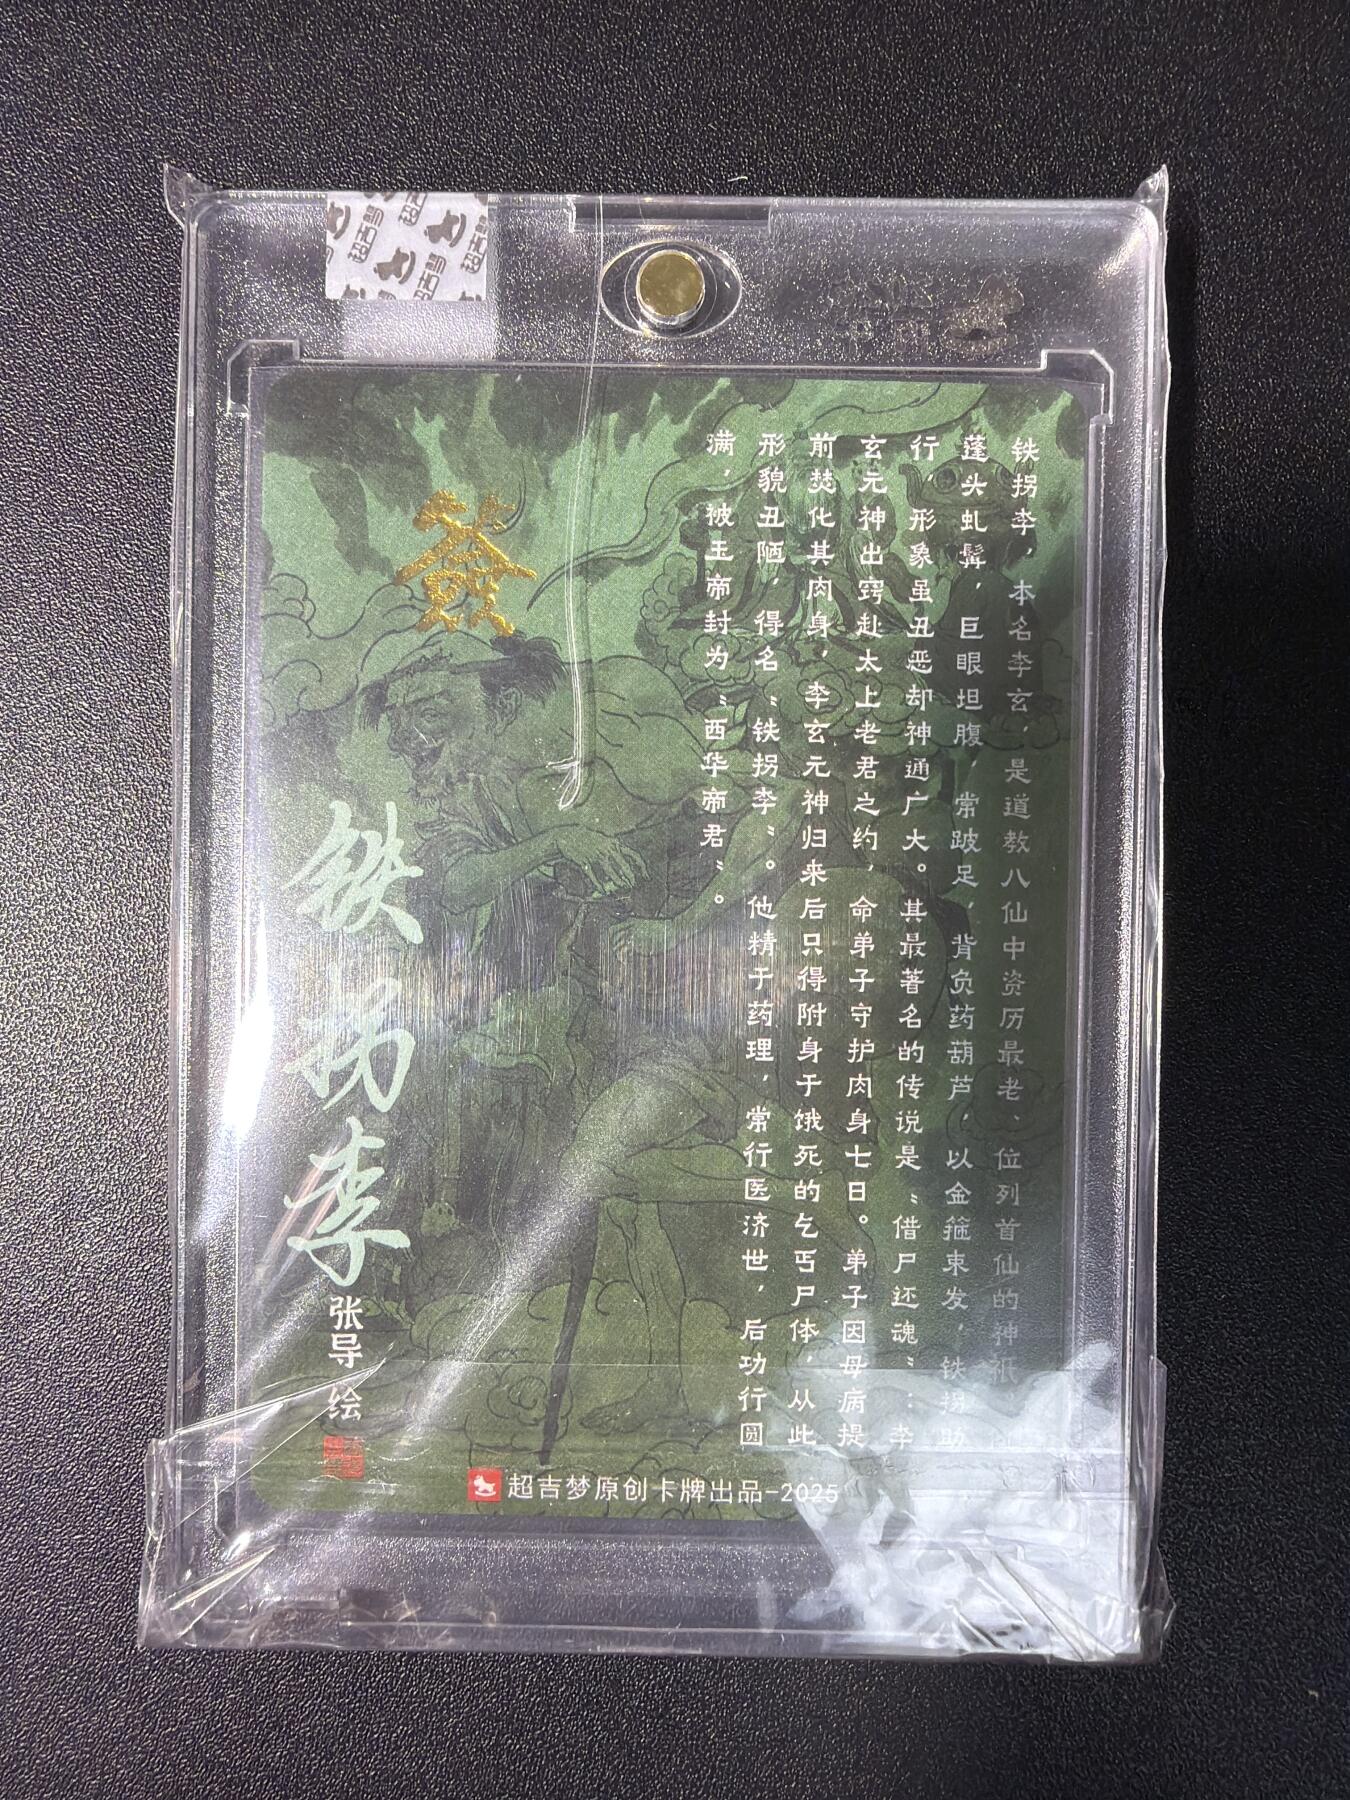 铁拐李，本名李玄，是道教八仙中资历最老、位列首仙的神祇
蓬头虬髯，巨眼坦腹，常跛足，背负药葫芦，以金箍束发，铁拐助
行，形象虽丑恶却神通广大。其最著名的传说是“借尸还魂”：李
玄元神出窍赴太上老君之约，命弟子守护肉身七日。弟子因母病提
前焚化其肉身，李玄元神归来后只得附身于饿死的乞丐尸体，从此
形貌丑陋，得名“铁拐李”。他精于药理，常行医济世，后功行圆
满，被玉帝封为“西华帝君”。
簽
铁拐李
张导 绘
超吉梦原创卡牌出品-2025